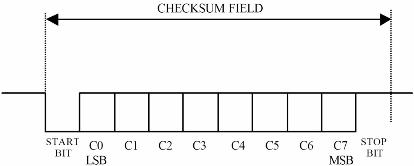 CHECKSUM FIELD
START BIT C0 C1 C2 C3 C4 C5 C6 C7 STOP BIT
LSB MSB